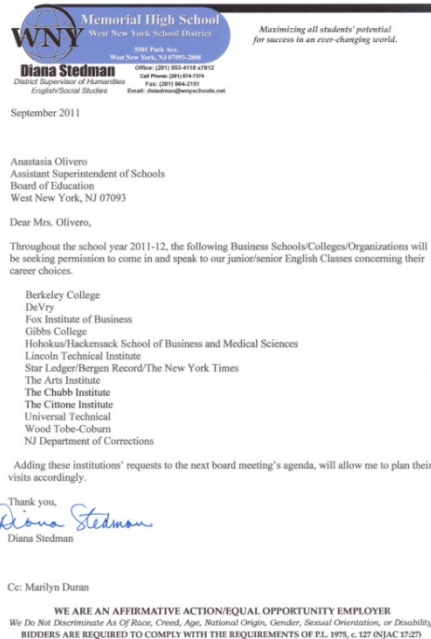 WNY
Memorial High School
West New York School District
5501 Park Ave.
West New York, NJ 07093-2808
Maximizing all students' potential
for success in an ever-changing world.
Diana Stedman
District Supervisor of Humanities
English/Social Studies
Office: (201) 553-4110 x7012
Cell Phone: (201) 874-7374
Fax: (201) 864-2151
Email: dstedman@wnyschools.net
September 2011
Anastasia Olivero
Assistant Superintendent of Schools
Board of Education
West New York, NJ 07093
Dear Mrs. Olivero,
Throughout the school year 2011-12, the following Business Schools/Colleges/Organizations will
be seeking permission to come in and speak to our junior/senior English Classes concerning their
career choices.
Berkeley College
DeVry
Fox Institute of Business
Gibbs College
Hohokus/Hackensack School of Business and Medical Sciences
Lincoln Technical Institute
Star Ledger/Bergen Record/The New York Times
The Arts Institute
The Chubb Institute
The Cittone Institute
Universal Technical
Wood Tobe-Coburn
NJ Department of Corrections
Adding these institutions' requests to the next board meeting's agenda, will allow me to plan their
visits accordingly.
Thank you,
Diana Stedman
Diana Stedman
Cc: Marilyn Duran
WE ARE AN AFFIRMATIVE ACTION/EQUAL OPPORTUNITY EMPLOYER
We Do Not Discriminate As Of Race, Creed, Age, National Origin, Gender, Sexual Orientation, or Disability
BIDDERS ARE REQUIRED TO COMPLY WITH THE REQUIREMENTS OF P.L. 1975, c. 127 (NJAC 17:27)